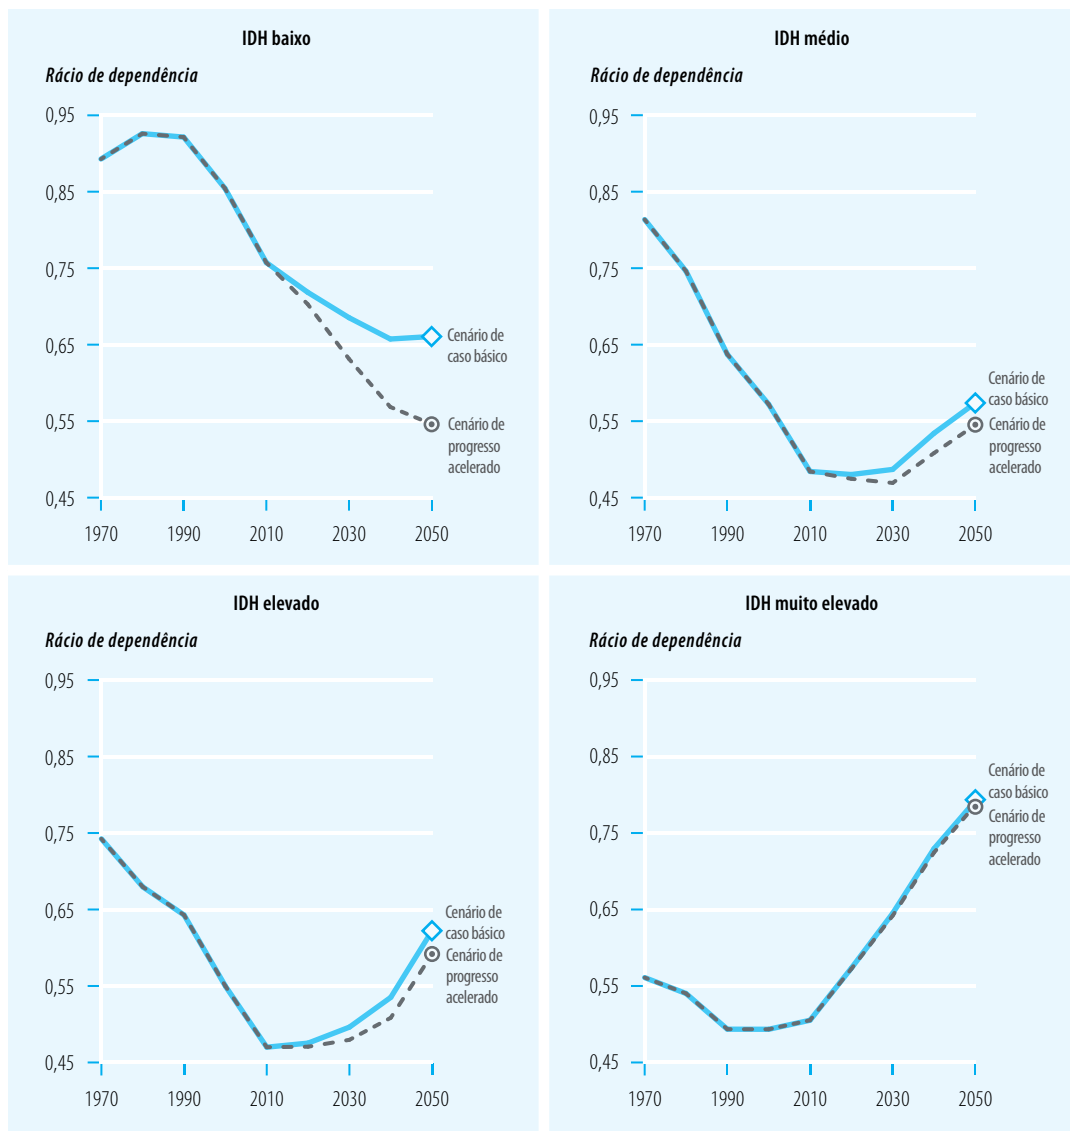 IDH baixo
Rácio de dependência
0,95
0,85
0,75
0,65
0,55
0,45
1970 1990 2010 2030 2050
Cenário de
caso básico
Cenário de
progresso
acelerado
IDH médio
Rácio de dependência
0,95
0,85
0,75
0,65
0,55
0,45
1970 1990 2010 2030 2050
Cenário de
caso básico
Cenário de
progresso
acelerado
IDH elevado
Rácio de dependência
0,95
0,85
0,75
0,65
0,55
0,45
1970 1990 2010 2030 2050
Cenário de
caso básico
Cenário de
progresso
acelerado
IDH muito elevado
Rácio de dependência
0,95
0,85
0,75
0,65
0,55
0,45
1970 1990 2010 2030 2050
Cenário de
caso básico
Cenário de
progresso
acelerado